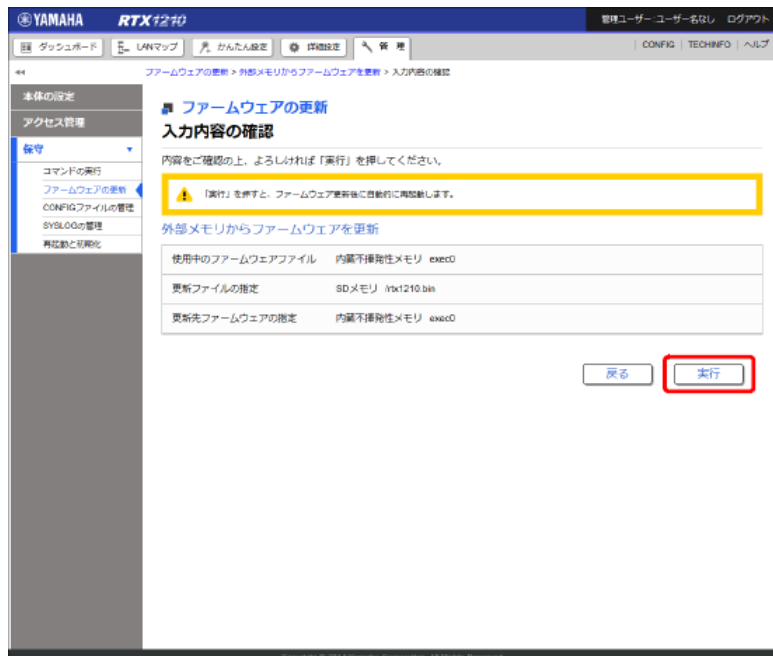 YAMAHA RTX1210 管理ユーザー:ユーザー名なし ログアウト
ダッシュボード LANマップ かんたん設定 詳細設定 管 理 CONFIG | TECHINFO | ヘルプ
ファームウェアの更新 > 外部メモリからファームウェアを更新 > 入力内容の確認
本体の設定
アクセス管理
保守
コマンドの実行
ファームウェアの更新
CONFIGファイルの管理
SYSLOGの管理
再起動と初期化
ファームウェアの更新
入力内容の確認
内容をご確認の上、よろしければ「実行」を押してください。
「実行」を押すと、ファームウェア更新後に自動的に再起動します。
外部メモリからファームウェアを更新
使用中のファームウェアファイル 内蔵不揮発性メモリ exec0
更新ファイルの指定 SDメモリ /rtx1210.bin
更新先ファームウェアの指定 内蔵不揮発性メモリ exec0
戻る 実行